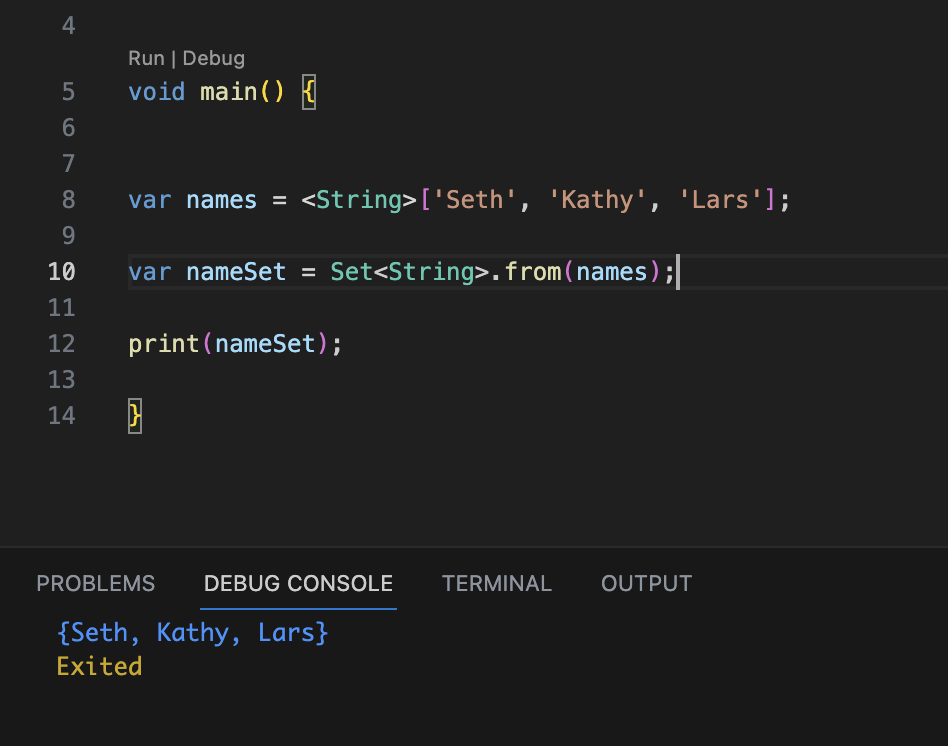 4
Run | Debug
5 void main() {
6
7
8 var names = <String>['Seth', 'Kathy', 'Lars'];
9
10 var nameSet = Set<String>.from(names);
11
12 print(nameSet);
13
14 }
PROBLEMS DEBUG CONSOLE TERMINAL OUTPUT
{Seth, Kathy, Lars}
Exited